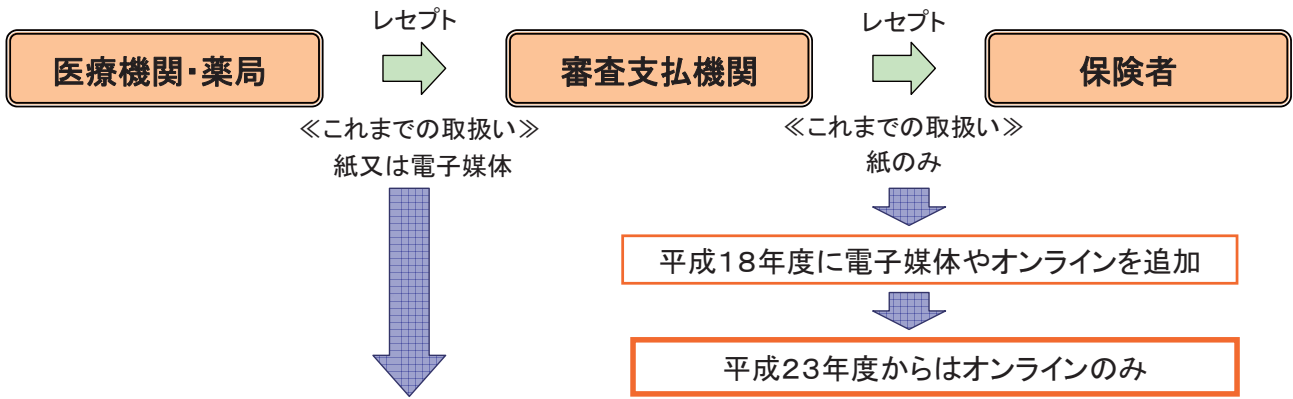 レセプト
レセプト
医療機関・薬局
審査支払機関
保険者
≪これまでの取扱い≫
紙又は電子媒体
≪これまでの取扱い≫
紙のみ
平成18年度に電子媒体やオンラインを追加
平成23年度からはオンラインのみ